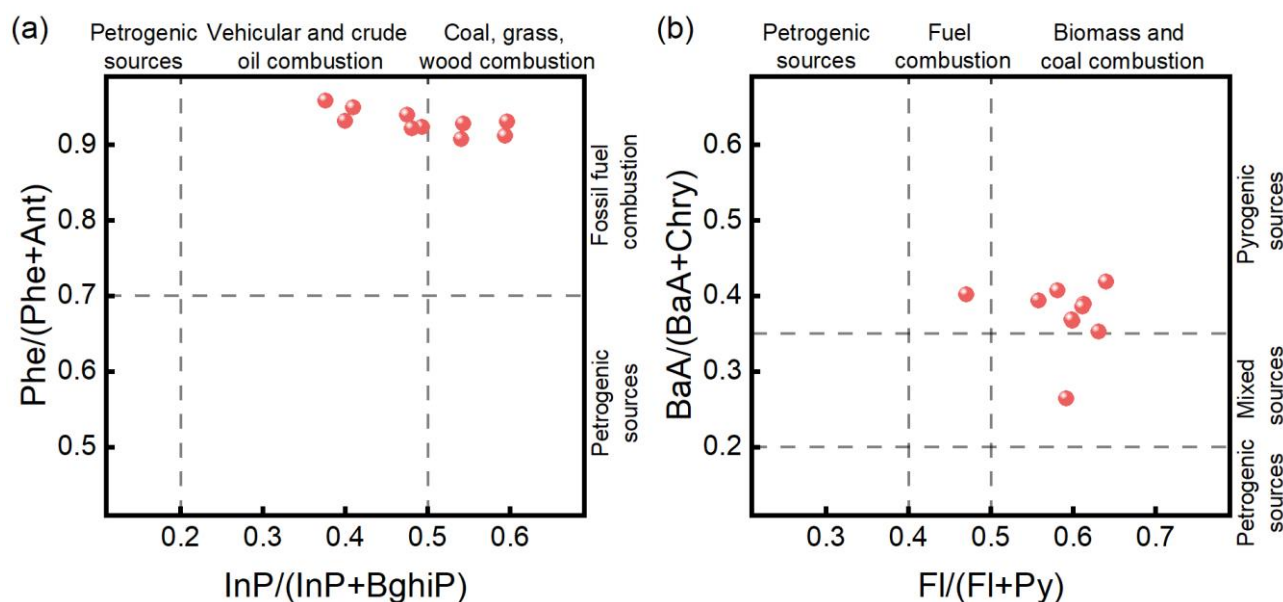 (a)
Petrogenic
sources
Vehicular and crude
oil combustion
Coal, grass,
wood combustion
Phe/(Phe+Ant)
0.9
0.8
0.7
0.6
0.5
Fossil fuel
combustion
Petrogenic
sources
0.2
0.3
0.4
0.5
0.6
InP/(InP+BghiP)
(b)
Petrogenic
sources
Fuel
combustion
Biomass and
coal combustion
BaA/(BaA+Chry)
0.6
0.5
0.4
0.3
0.2
Pyrogenic
sources
Mixed
sources
Petrogenic
sources
0.3
0.4
0.5
0.6
0.7
Fl/(Fl+Py)